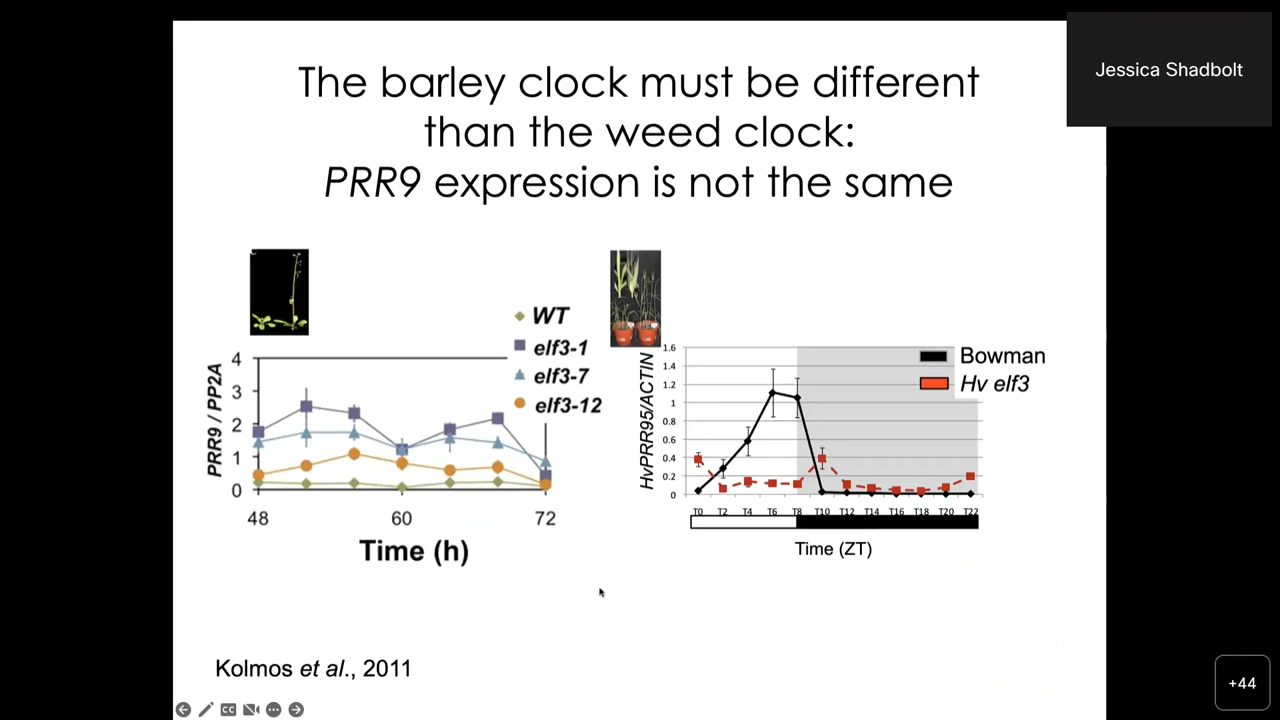 Jessica Shadbolt
The barley clock must be different
than the weed clock:
PRR9 expression is not the same
WT
elf3-1
elf3-7
elf3-12
PRR9 / PP2A
4
3
2
1
0
48
60
72
Time (h)
Bowman
Hv elf3
HvPRR95/ACTIN
1.6
1.4
1.2
1
0.8
0.6
0.4
0.2
0
T0 T2 T4 T6 T8 T10 T12 T14 T16 T18 T20 T22
Time (ZT)
Kolmos et al., 2011
CC
+44